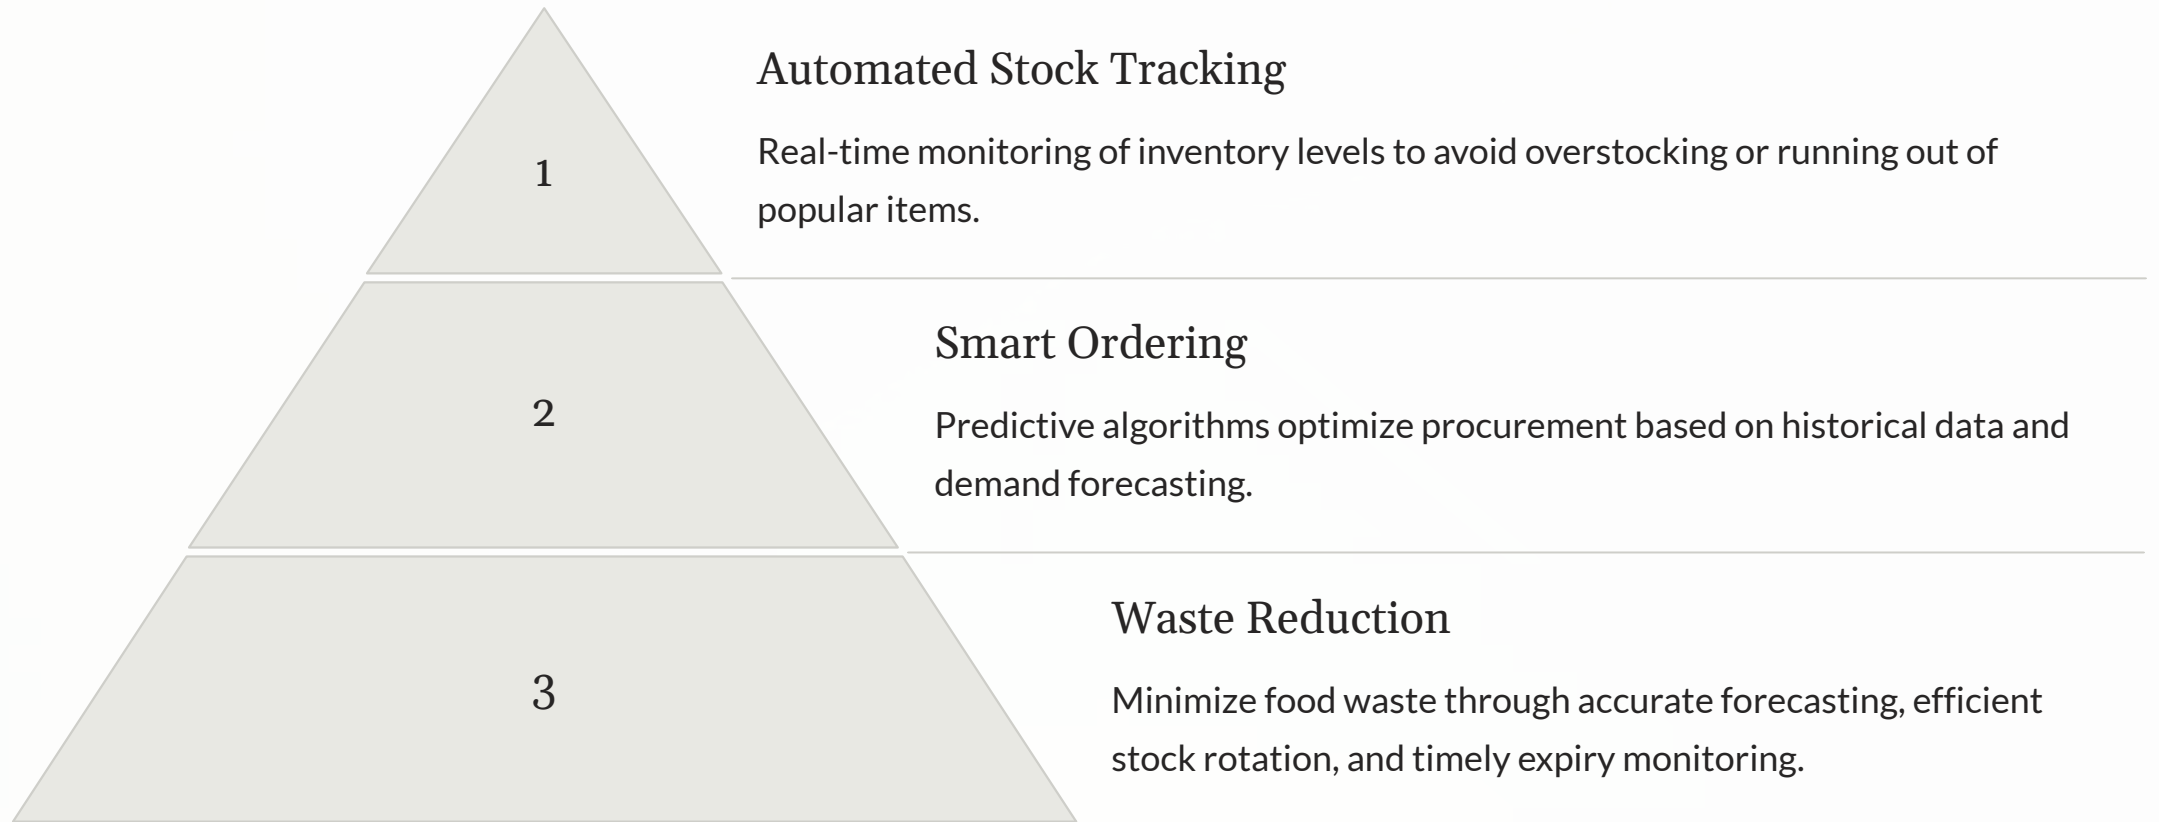 1
Automated Stock Tracking
Real-time monitoring of inventory levels to avoid overstocking or running out of
popular items.
2
Smart Ordering
Predictive algorithms optimize procurement based on historical data and
demand forecasting.
3
Waste Reduction
Minimize food waste through accurate forecasting, efficient
stock rotation, and timely expiry monitoring.